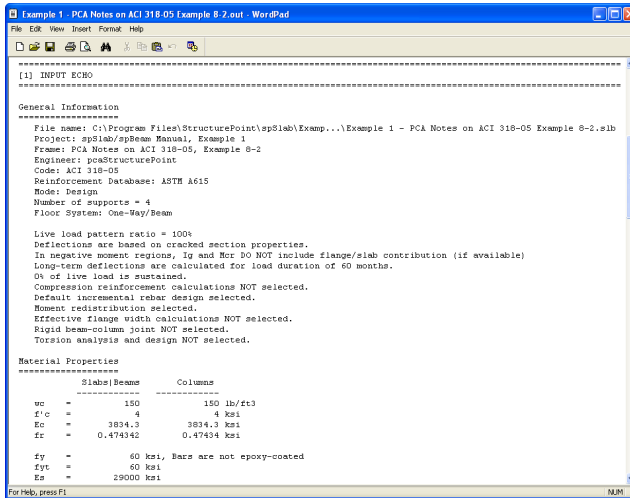 Example 1 - PCA Notes on ACI 318-05 Example 8-2.out - WordPad
File Edit View Insert Format Help
[1] INPUT ECHO
General Information
File name: C:\Program Files\StructurePoint\spSlab\Examp...\Example 1 - PCA Notes on ACI 318-05 Example 8-2.slb
Project: spSlab/spBeam Manual, Example 1
Frame: PCA Notes on ACI 318-05, Example 8-2
Engineer: pcaStructurePoint
Code: ACI 318-05
Reinforcement Database: ASTM A615
Mode: Design
Number of supports = 4
Floor System: One-Way/Beam
Live load pattern ratio = 100%
Deflections are based on cracked section properties.
In negative moment regions, Ig and Mcr DO NOT include flange/slab contribution (if available)
Long-term deflections are calculated for load duration of 60 months.
0% of live load is sustained.
Compression reinforcement calculations NOT selected.
Default incremental rebar design selected.
Moment redistribution selected.
Effective flange width calculations NOT selected.
Rigid beam-column joint NOT selected.
Torsion analysis and design NOT selected.
Material Properties
Slabs|Beams Columns
wc = 150 150 lb/ft3
f'c = 4 4 ksi
Ec = 3834.3 3834.3 ksi
fr = 0.474342 0.47434 ksi
fy = 60 ksi, Bars are not epoxy-coated
fyt = 60 ksi
Es = 29000 ksi
For Help, press F1
NUM